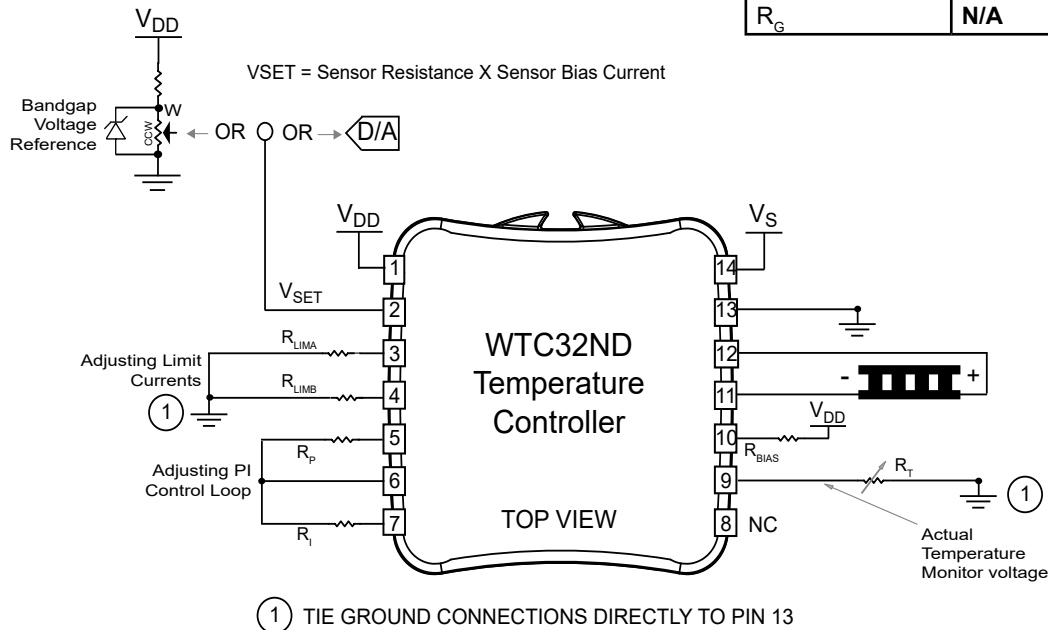 R_G N/A
V_DD
VSET = Sensor Resistance X Sensor Bias Current
Bandgap
Voltage
Reference
W
CCW
OR OR D/A
V_DD
V_S
1
14
V_SET
2
13
R_LIMA
3
12
Adjusting Limit
Currents
1
R_LIMB
4
11
- +
WTC32ND
Temperature
Controller
V_DD
5
10
R_P
R_BIAS
Adjusting PI
Control Loop
6
9
R_T
1
7
8
NC
R_I
TOP VIEW
Actual
Temperature
Monitor voltage
1 TIE GROUND CONNECTIONS DIRECTLY TO PIN 13